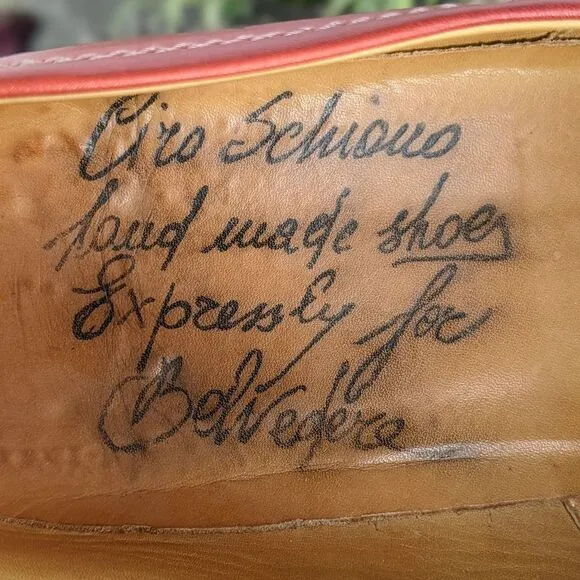 Ciro Schiano
hand made shoes
Expressly for
Belvedere